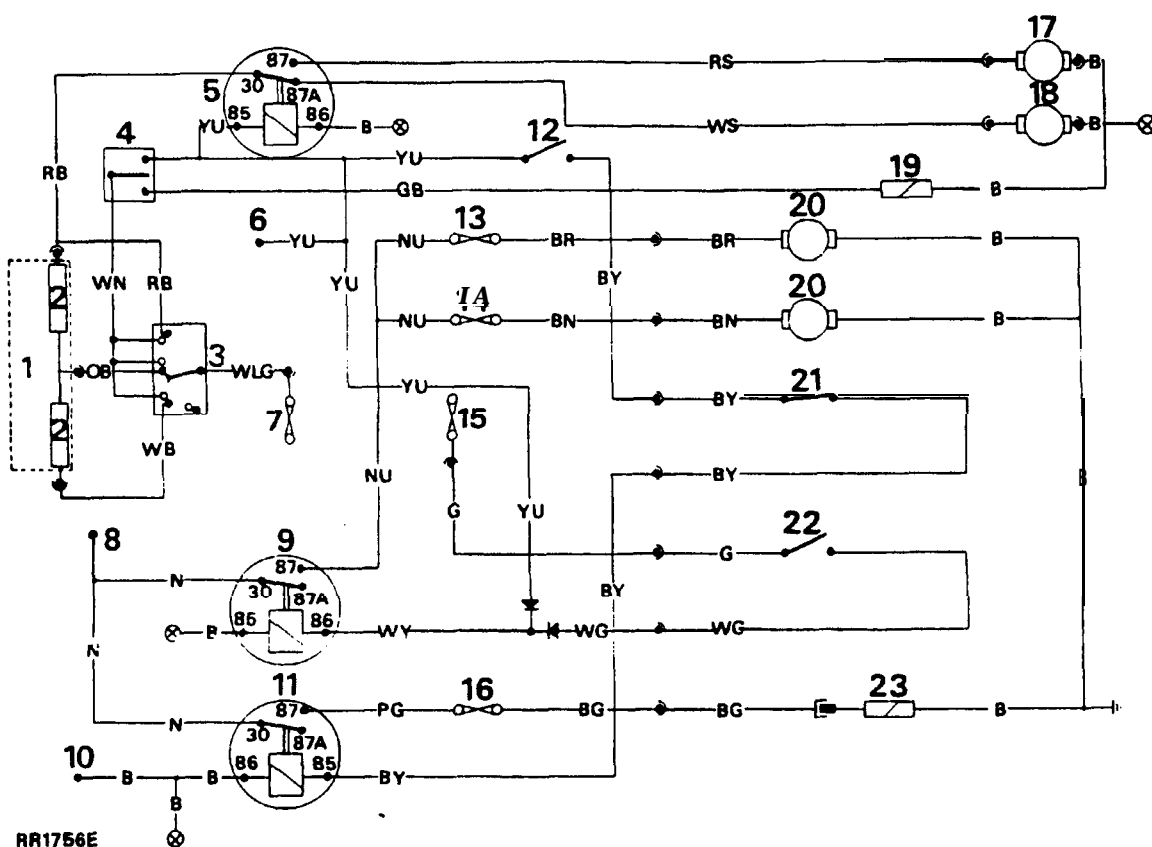 17
87
RS
B
30
5
87A
18
85
86
YU
B
12
WS
B
4
YU
RB
GB
19
B
6
YU
13
20
NU
BR
BR
B
WN
RB
YU
BY
2
14
20
NU
BN
BN
B
1
OB
3
WLG
YU
BY
21
7
15
2
WB
BY
NU
G
YU
B
8
9
22
G
87
N
30
87A
BY
B
85
86
WY
WG
WG
N
11
16
23
87
PG
BG
BG
B
N
30
87A
10
86
85
B
B
BY
B
RR1756E